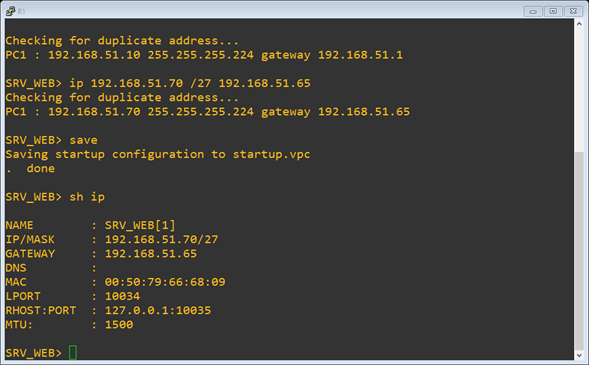 R1
Checking for duplicate address...
PC1 : 192.168.51.10 255.255.255.224 gateway 192.168.51.1
SRV_WEB> ip 192.168.51.70 /27 192.168.51.65
Checking for duplicate address...
PC1 : 192.168.51.70 255.255.255.224 gateway 192.168.51.65
SRV_WEB> save
Saving startup configuration to startup.vpc
.  done
SRV_WEB> sh ip
NAME        : SRV_WEB[1]
IP/MASK     : 192.168.51.70/27
GATEWAY     : 192.168.51.65
DNS         :
MAC         : 00:50:79:66:68:09
LPORT       : 10034
RHOST:PORT  : 127.0.0.1:10035
MTU:        : 1500
SRV_WEB>